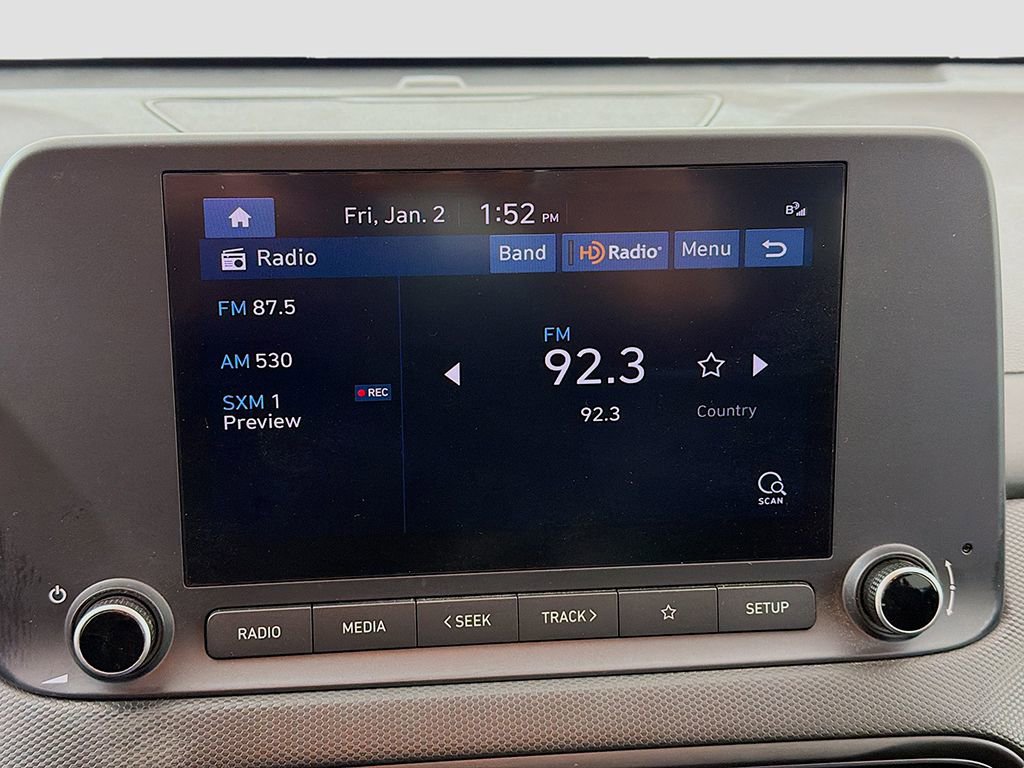 Fri, Jan. 2 1:52 PM B
Radio Band HD Radio Menu
FM 87.5
AM 530
SXM 1
Preview
REC
FM
92.3
92.3
Country
SCAN
RADIO MEDIA < SEEK TRACK > SETUP